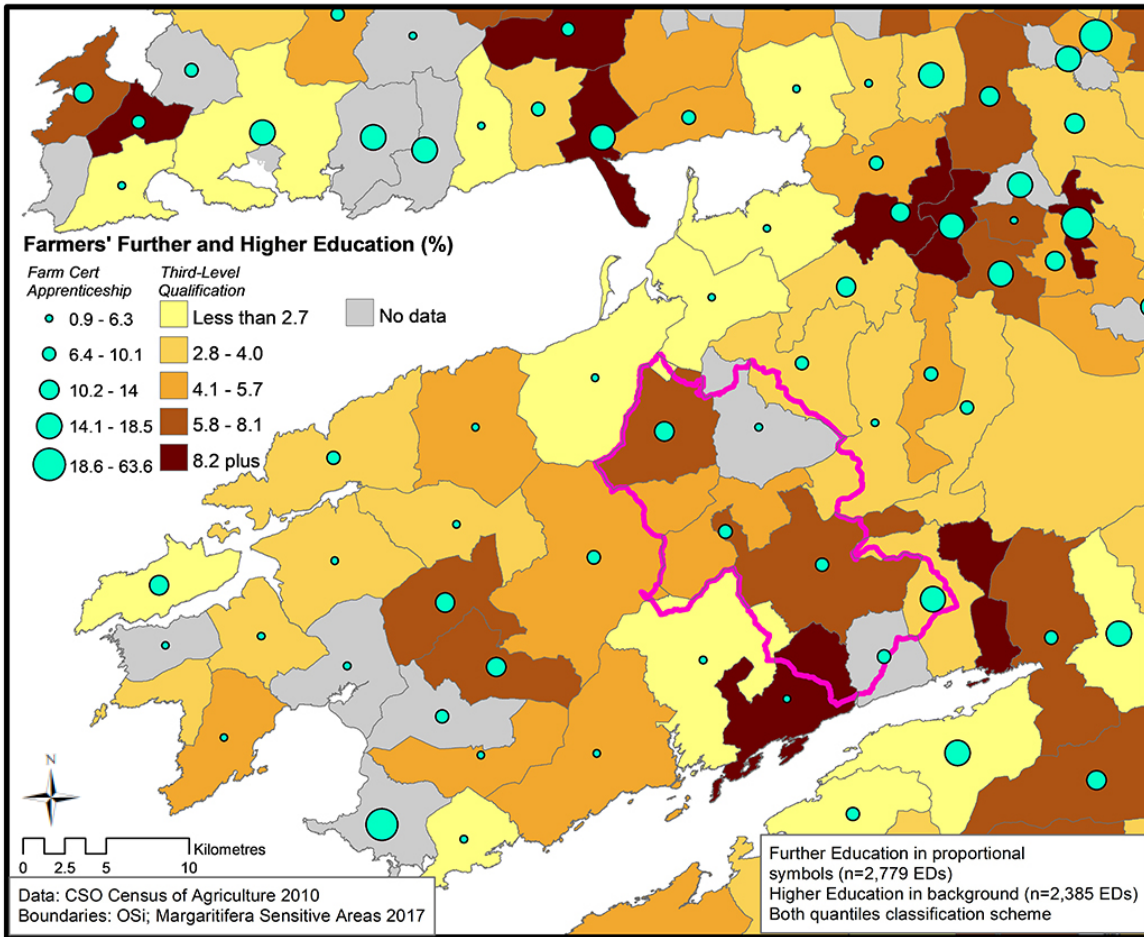 Farmers' Further and Higher Education (%)
Farm Cert
Apprenticeship
Third-Level
Qualification
0.9 - 6.3
6.4 - 10.1
10.2 - 14
14.1 - 18.5
18.6 - 63.6
Less than 2.7
2.8 - 4.0
4.1 - 5.7
5.8 - 8.1
8.2 plus
No data
N
Kilometres
0 2.5 5 10
Data: CSO Census of Agriculture 2010
Boundaries: OSi; Margaritifera Sensitive Areas 2017
Further Education in proportional
symbols (n=2,779 EDs)
Higher Education in background (n=2,385 EDs)
Both quantiles classification scheme